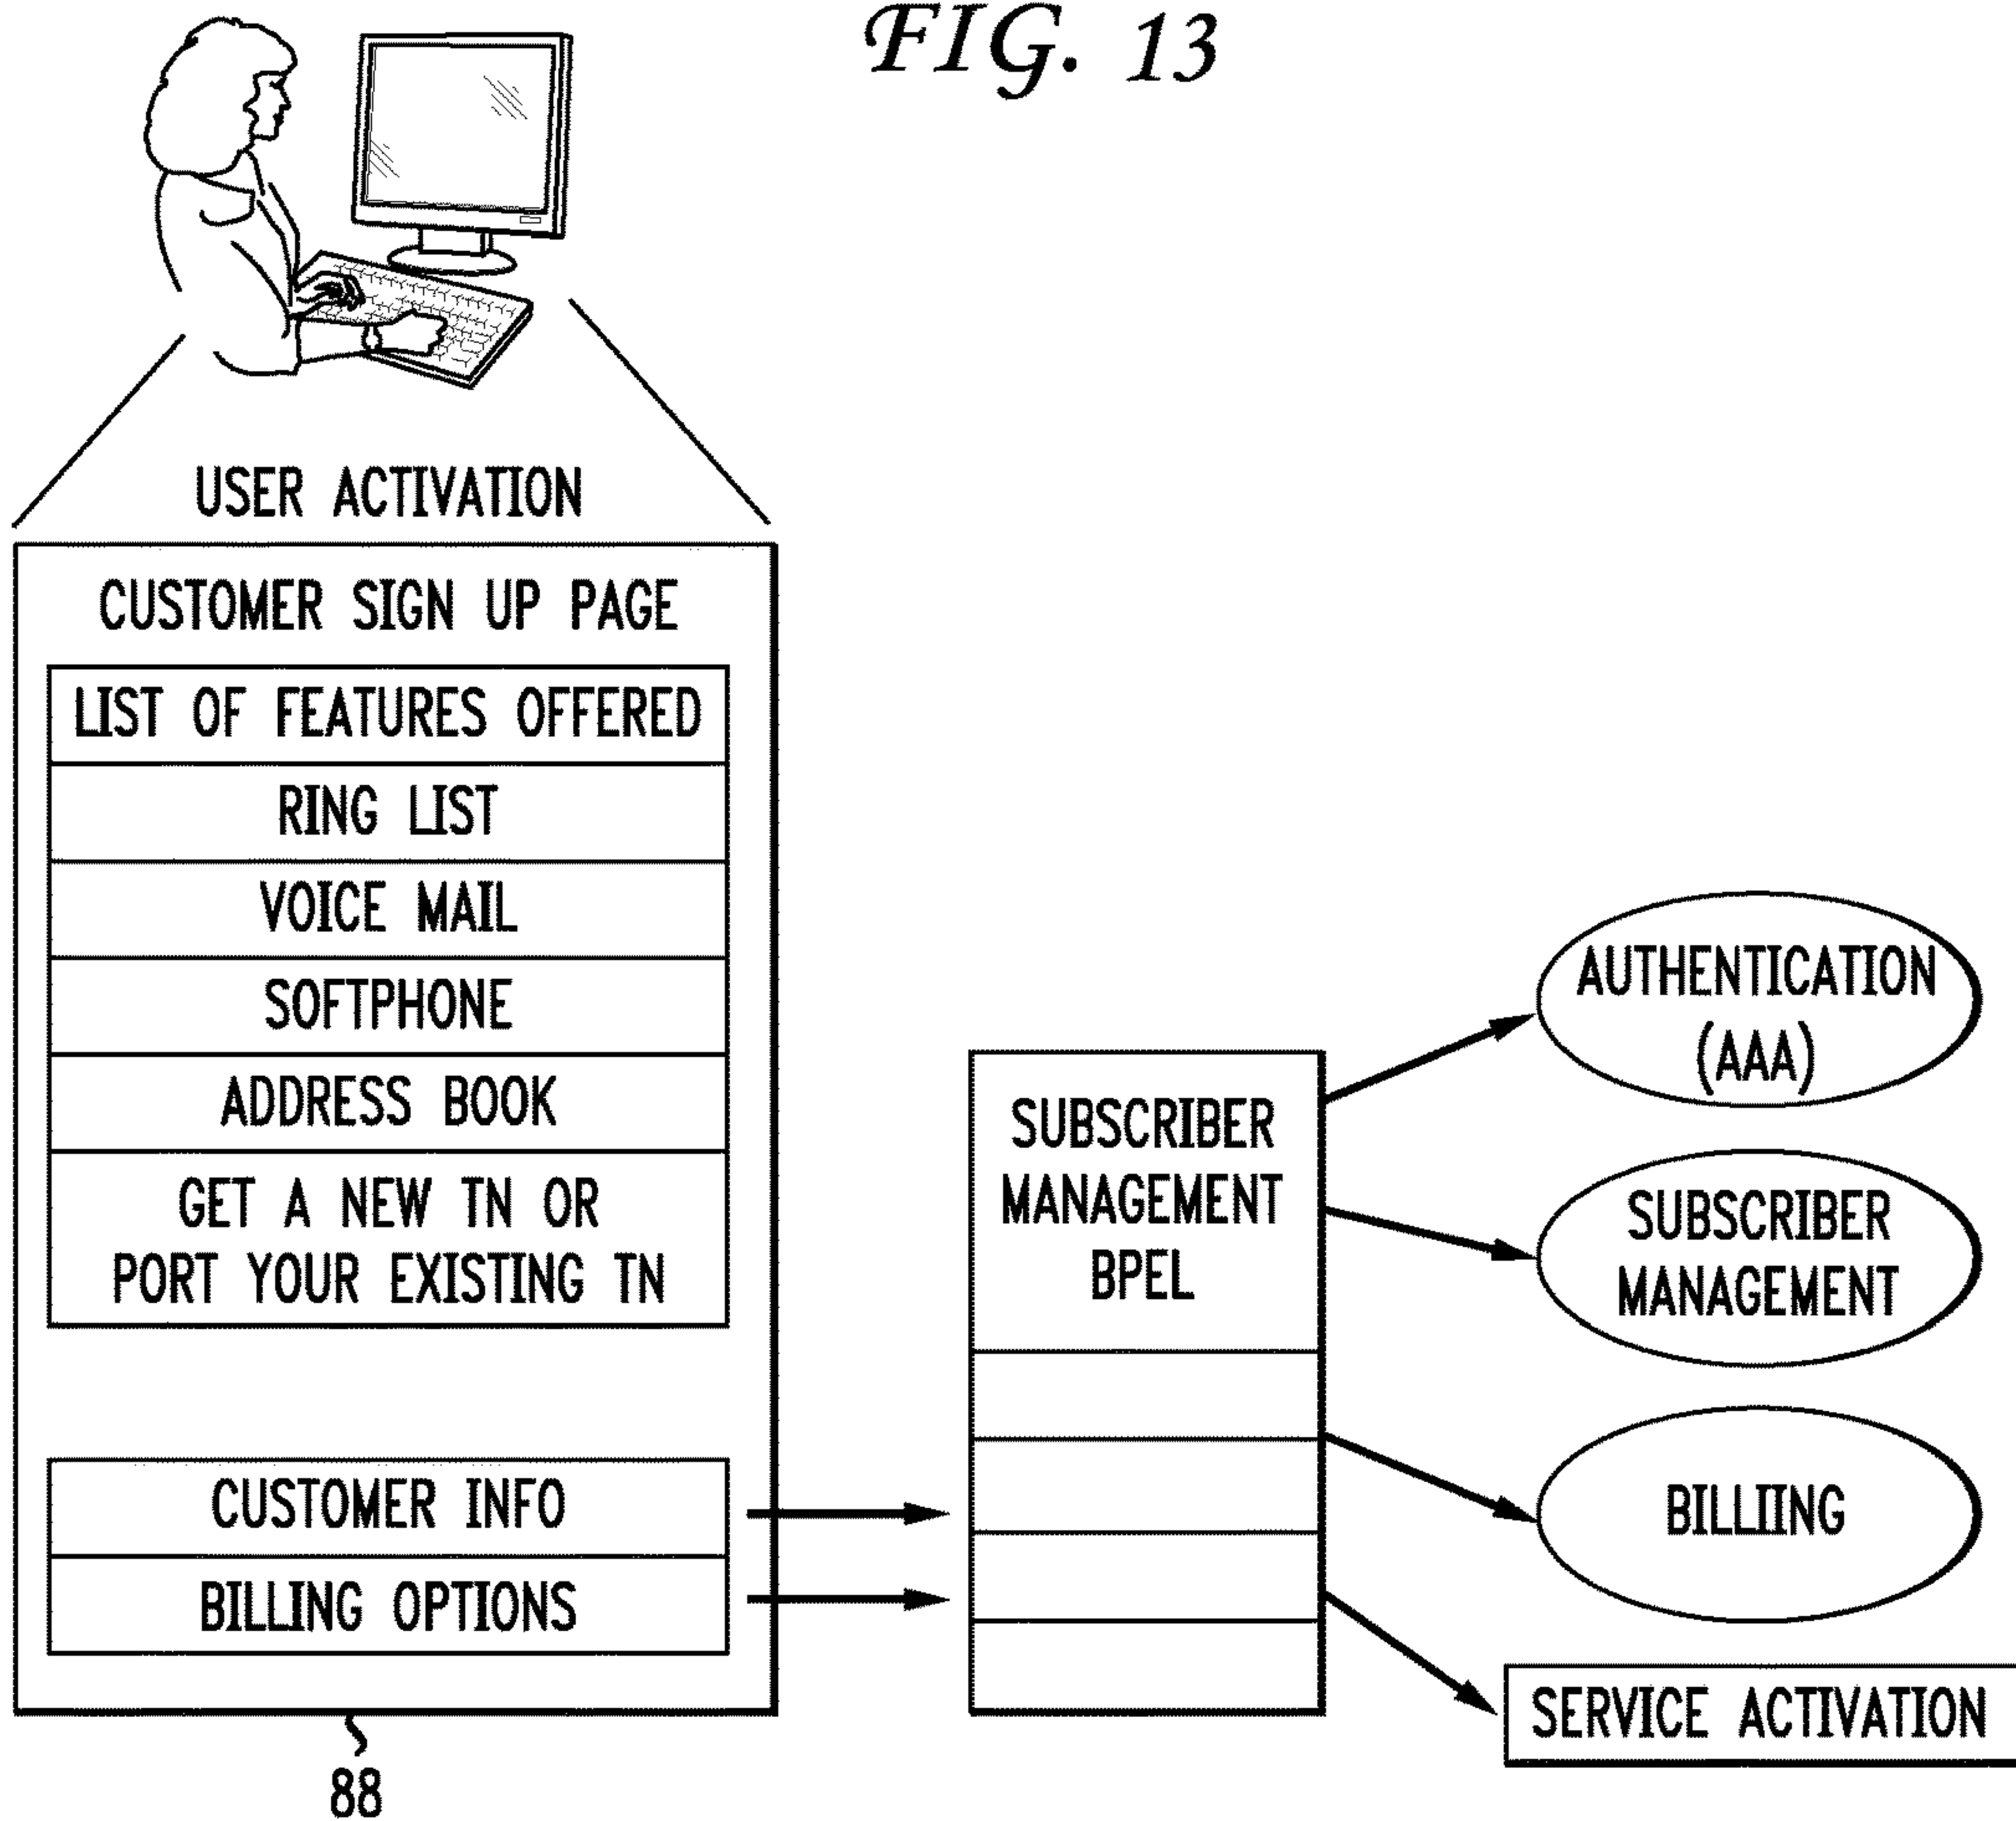 FIG. 13
USER ACTIVATION
CUSTOMER SIGN UP PAGE
LIST OF FEATURES OFFERED
RING LIST
VOICE MAIL
SOFTPHONE
ADDRESS BOOK
GET A NEW TN OR
PORT YOUR EXISTING TN
CUSTOMER INFO
BILLING OPTIONS
88
SUBSCRIBER
MANAGEMENT
BPEL
AUTHENTICATION
(AAA)
SUBSCRIBER
MANAGEMENT
BILLIING
SERVICE ACTIVATION